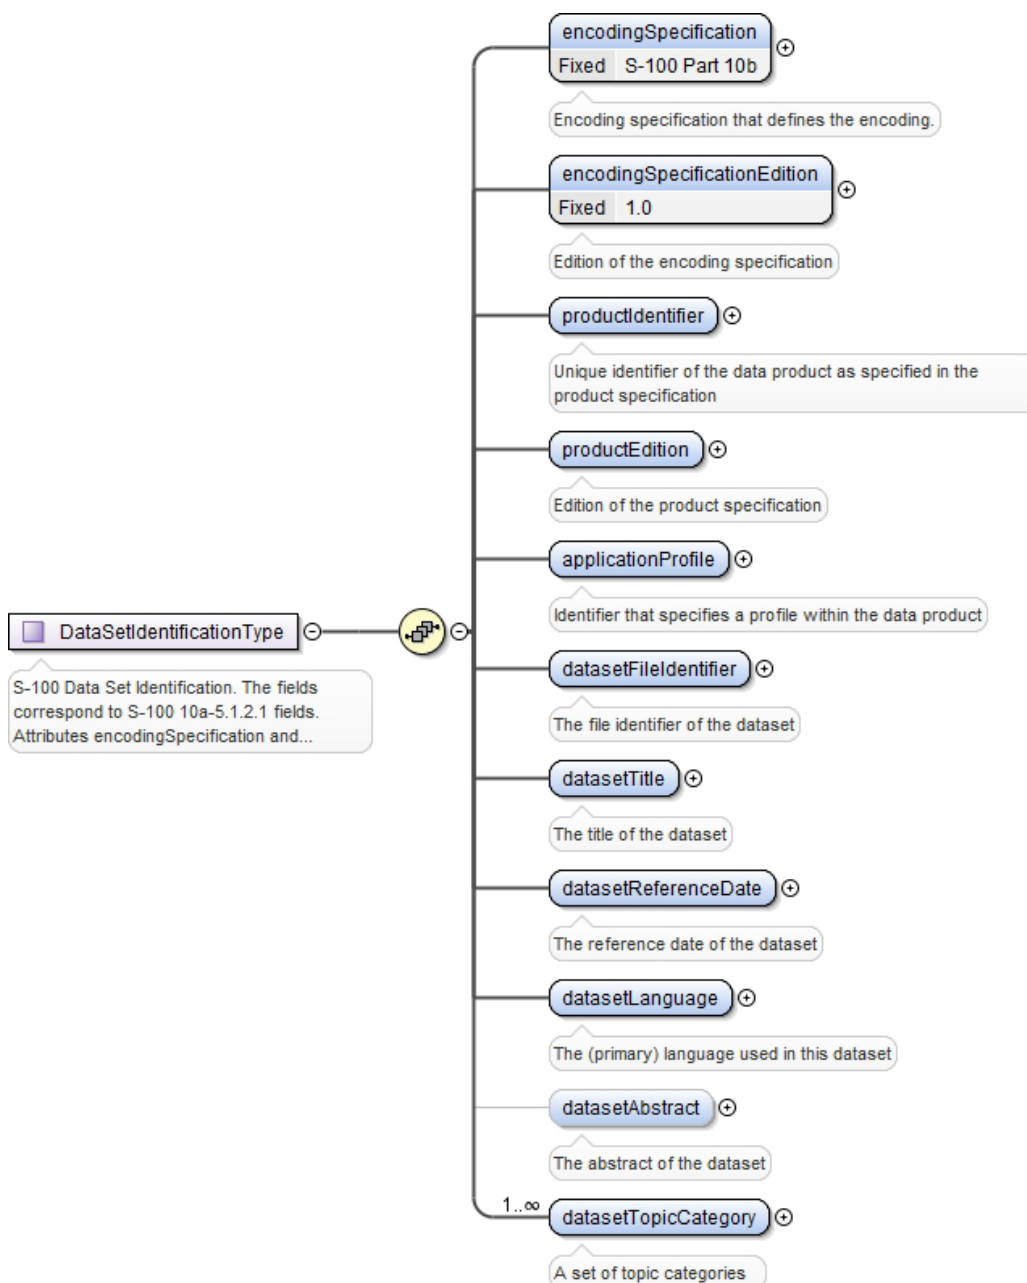 encodingSpecification
Fixed S-100 Part 10b
Encoding specification that defines the encoding.
encodingSpecificationEdition
Fixed 1.0
Edition of the encoding specification
productIdentifier
Unique identifier of the data product as specified in the
product specification
productEdition
Edition of the product specification
applicationProfile
Identifier that specifies a profile within the data product
DataSetIdentificationType
S-100 Data Set Identification. The fields
correspond to S-100 10a-5.1.2.1 fields.
Attributes encodingSpecification and...
datasetFileIdentifier
The file identifier of the dataset
datasetTitle
The title of the dataset
datasetReferenceDate
The reference date of the dataset
datasetLanguage
The (primary) language used in this dataset
datasetAbstract
The abstract of the dataset
1..∞
datasetTopicCategory
A set of topic categories